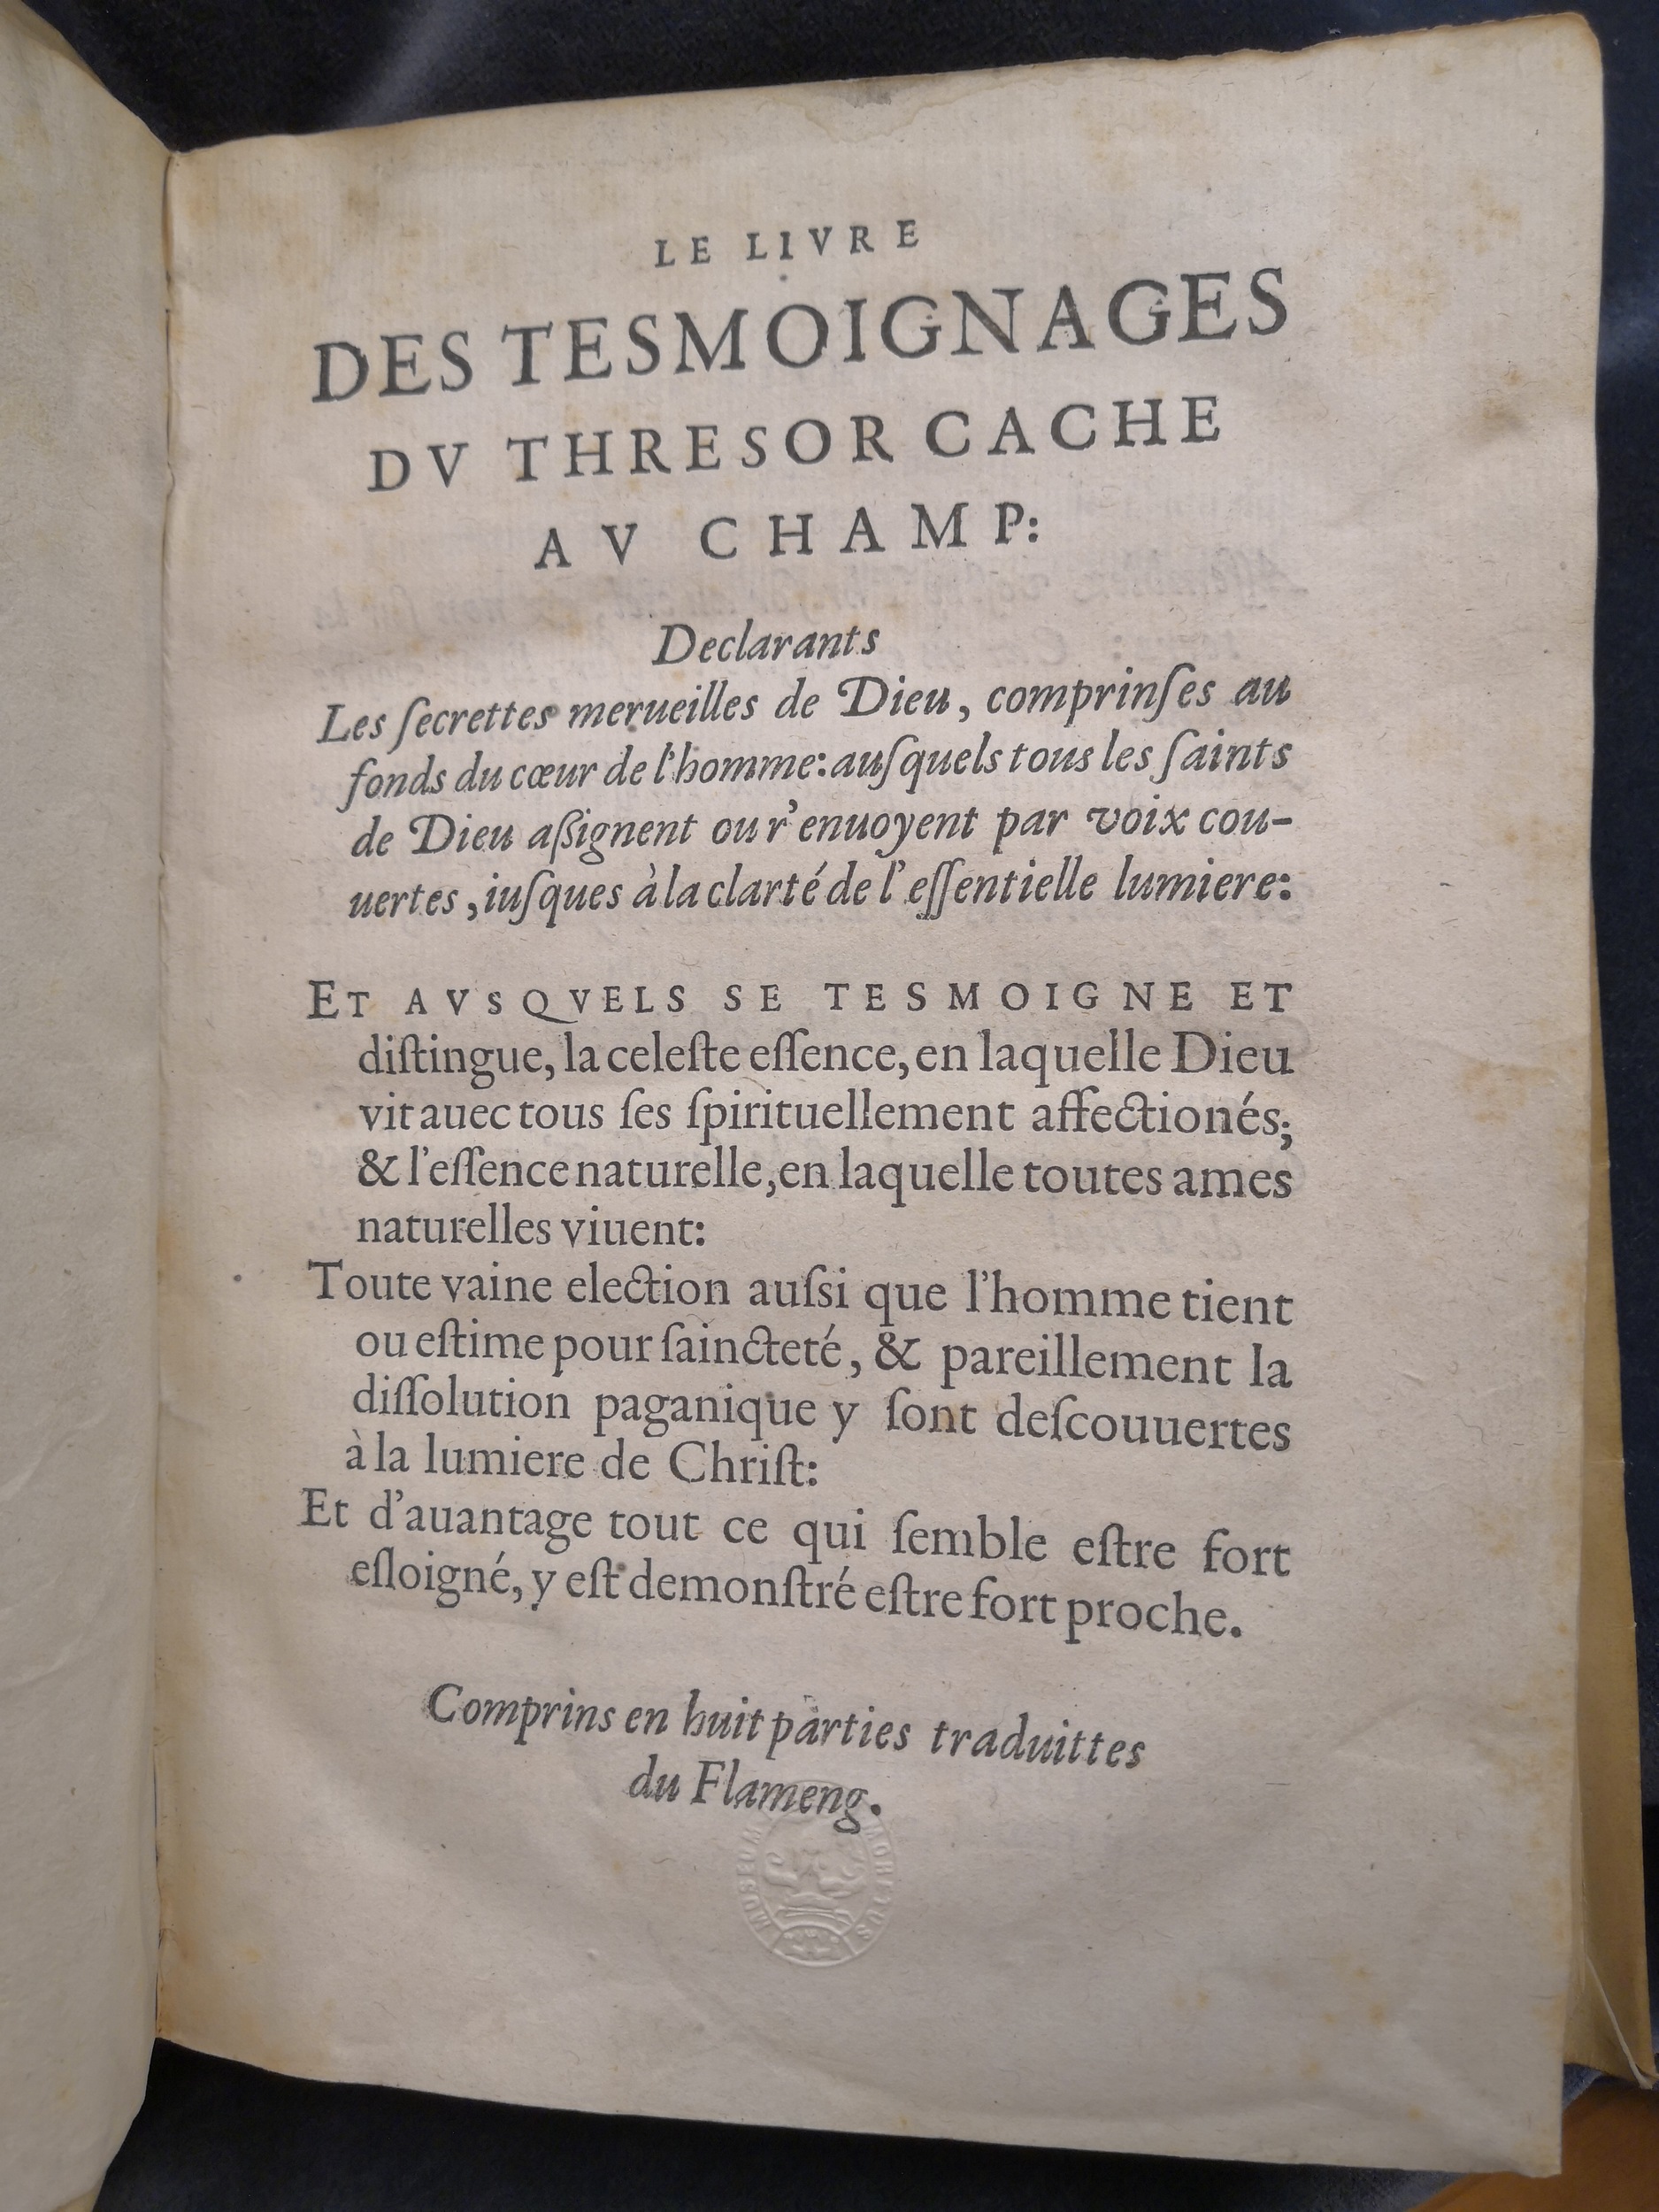 LE LIVRE
DES TESMOIGNAGES
DV THRESOR CACHE
AV CHAMP:
Declarants
Les ſecrettes merueilles de Dieu, comprinſes au
fonds du cœur de l'homme: auſquels tous les ſaints
de Dieu aſsignent ou r'enuoyent par voix cou-
uertes, iuſques à la clarté de l'eſſentielle lumiere:
ET AVSQVELS SE TESMOIGNE ET
diſtingue, la celeſte eſſence, en laquelle Dieu
vit auec tous ſes ſpirituellement affectionés;
& l'eſſence naturelle, en laquelle toutes ames
naturelles viuent:
Toute vaine election auſsi que l'homme tient
ou eſtime pour ſaincteté, & pareillement la
diſſolution paganique y ſont deſcouuertes
à la lumiere de Chriſt:
Et d'auantage tout ce qui ſemble eſtre fort
eſloigné, y eſt demonſtré eſtre fort proche.
Comprins en huit parties traduittes
du Flameng.
MUSEUM